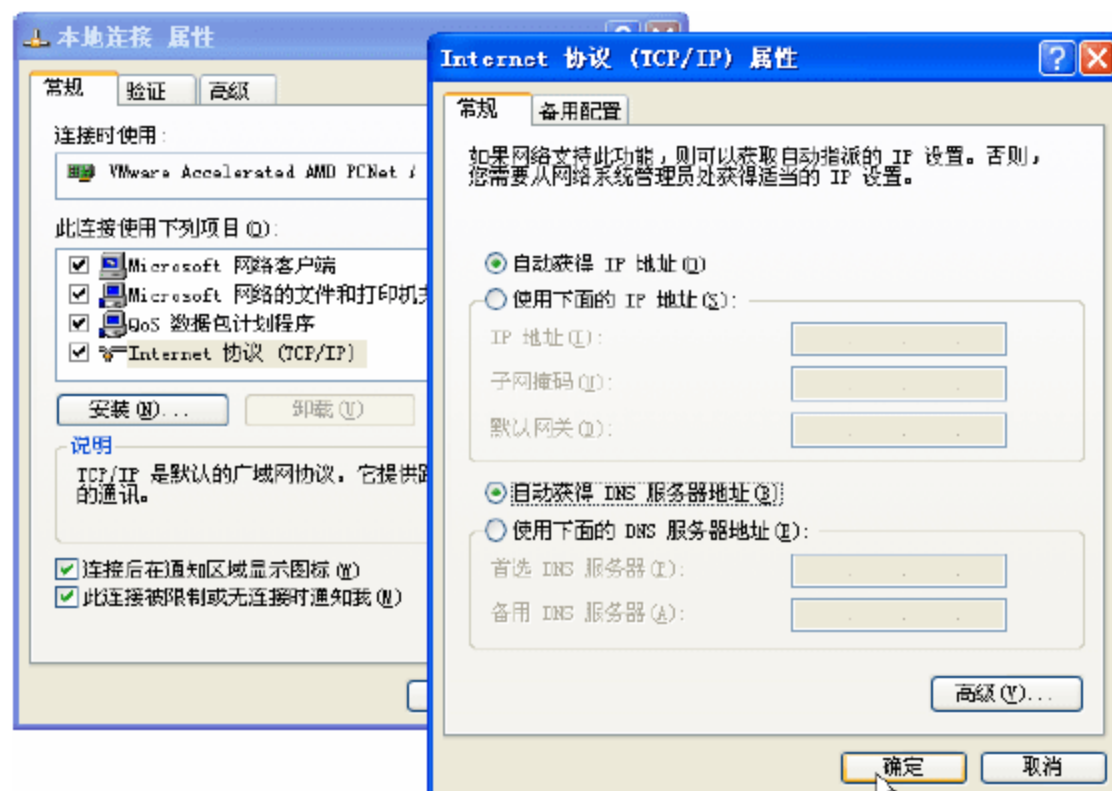 本地连接 属性
常规
验证
高级
连接时使用:
VMware Accelerated AMD PCNet
此连接使用下列项目(O):
Microsoft 网络客户端
Microsoft 网络的文件和打印机
QoS 数据包计划程序
Internet 协议 (TCP/IP)
安装(N)...
卸载(U)
说明
TCP/IP 是默认的广域网协议。它提供
的通讯。
连接后在通知区域显示图标(W)
此连接被限制或无连接时通知我(M)
Internet 协议 (TCP/IP) 属性
常规
备用配置
如果网络支持此功能,则可以获取自动指派的 IP 设置。否则,
您需要从网络系统管理员处获得适当的 IP 设置。
自动获得 IP 地址(O)
使用下面的 IP 地址(S):
IP 地址(I):
子网掩码(U):
默认网关(D):
自动获得 DNS 服务器地址(B)
使用下面的 DNS 服务器地址(E):
首选 DNS 服务器(P):
备用 DNS 服务器(A):
高级(V)...
确定
取消